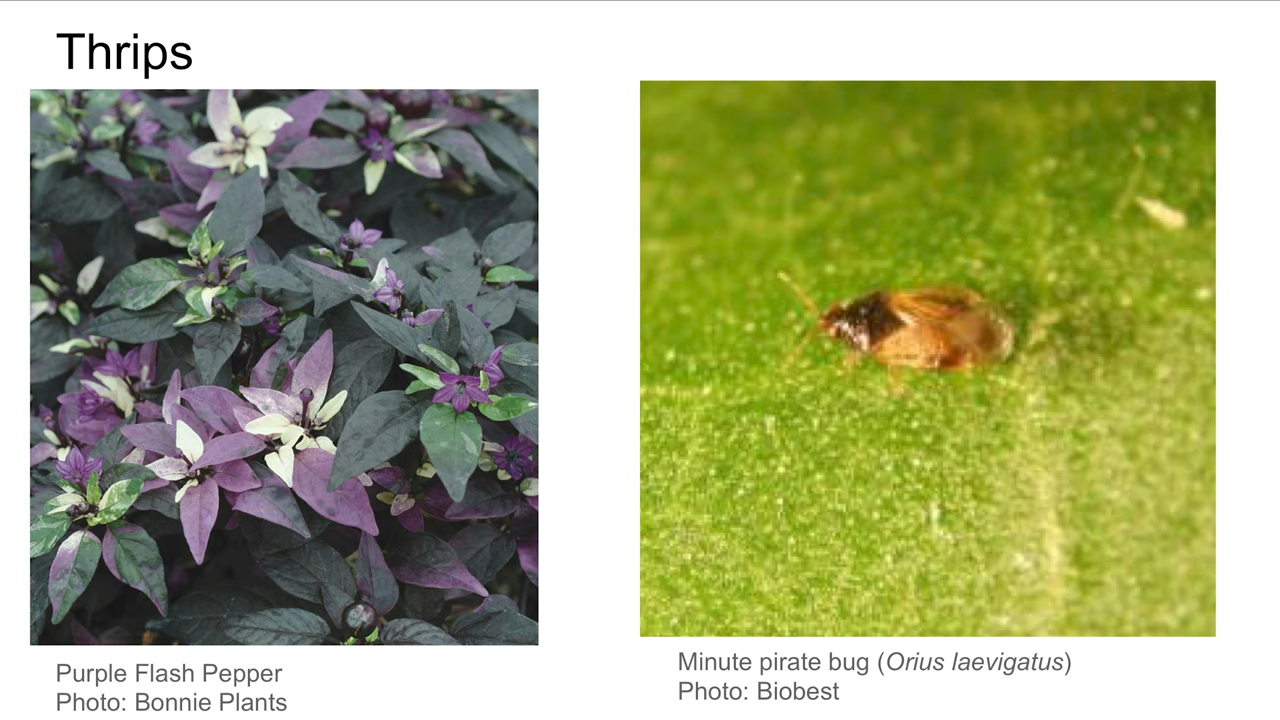 Thrips
Purple Flash Pepper
Photo: Bonnie Plants
Minute pirate bug (Orius laevigatus)
Photo: Biobest